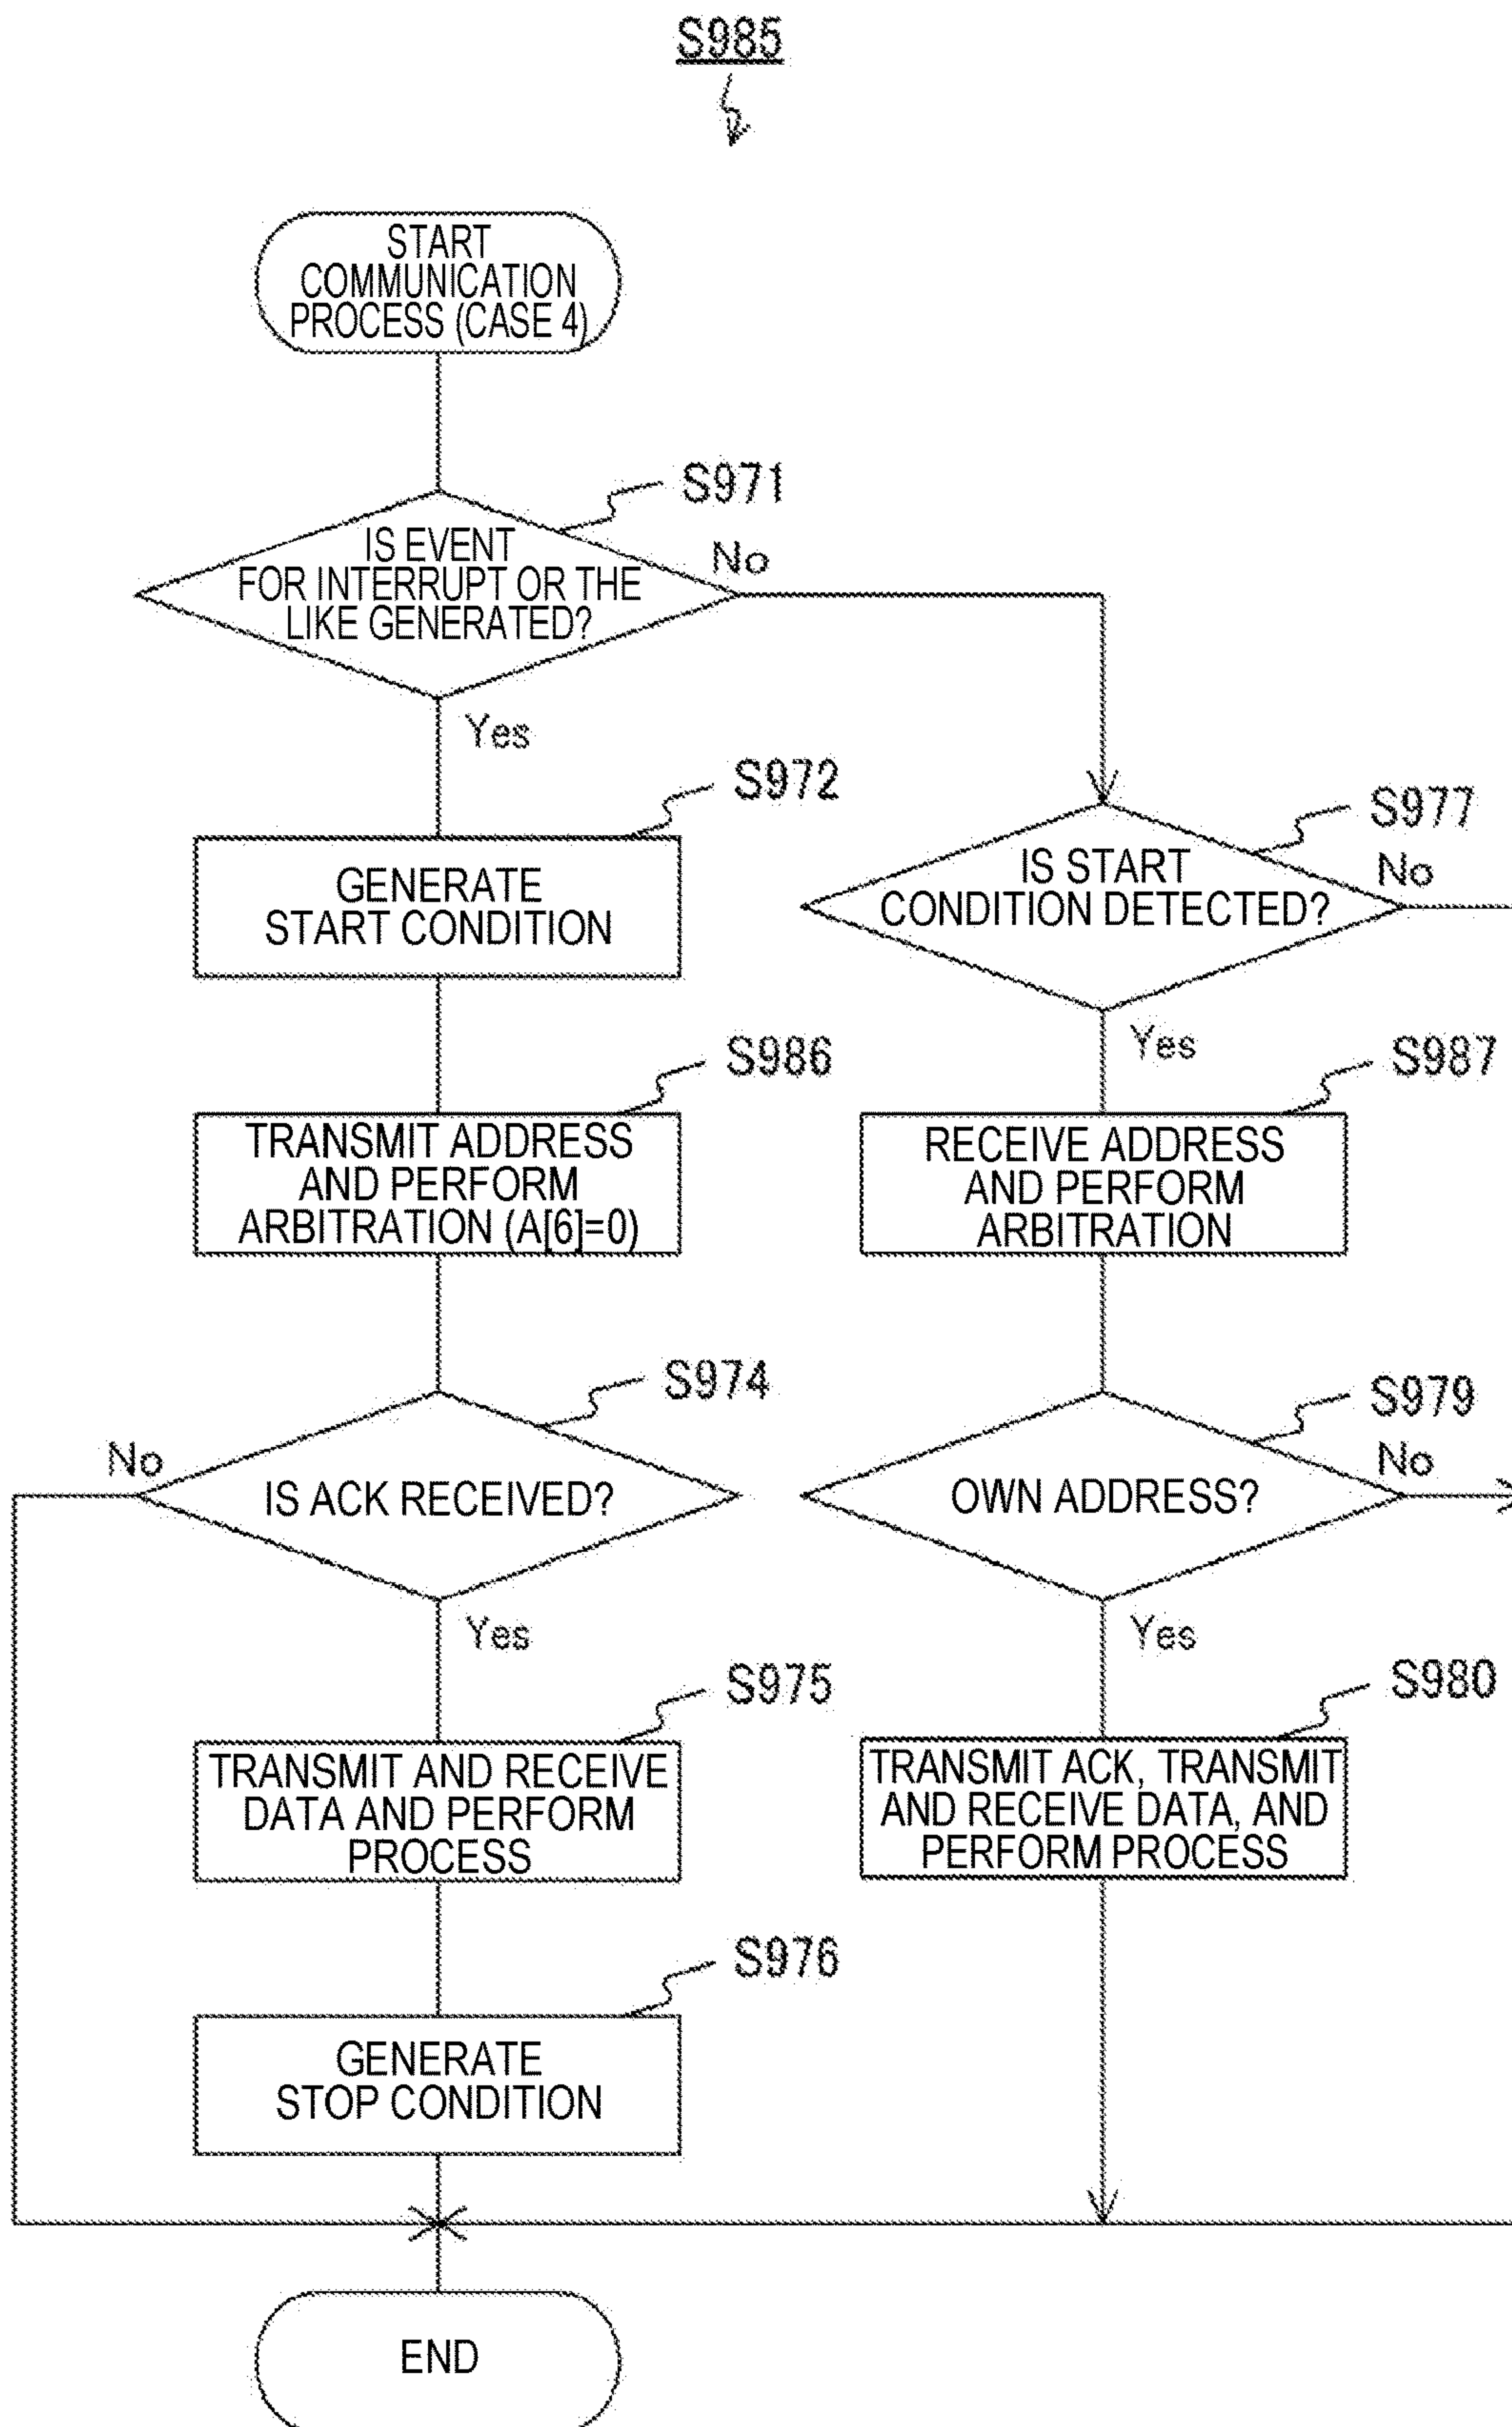 S985
START
COMMUNICATION
PROCESS (CASE 4)
S971
IS EVENT
FOR INTERRUPT OR THE
LIKE GENERATED?
No
Yes
S972
GENERATE
START CONDITION
S977
IS START
CONDITION DETECTED?
No
Yes
S986
TRANSMIT ADDRESS
AND PERFORM
ARBITRATION (A[6]=0)
S987
RECEIVE ADDRESS
AND PERFORM
ARBITRATION
S974
No
IS ACK RECEIVED?
Yes
S979
No
OWN ADDRESS?
Yes
S975
TRANSMIT AND RECEIVE
DATA AND PERFORM
PROCESS
S980
TRANSMIT ACK, TRANSMIT
AND RECEIVE DATA, AND
PERFORM PROCESS
S976
GENERATE
STOP CONDITION
END